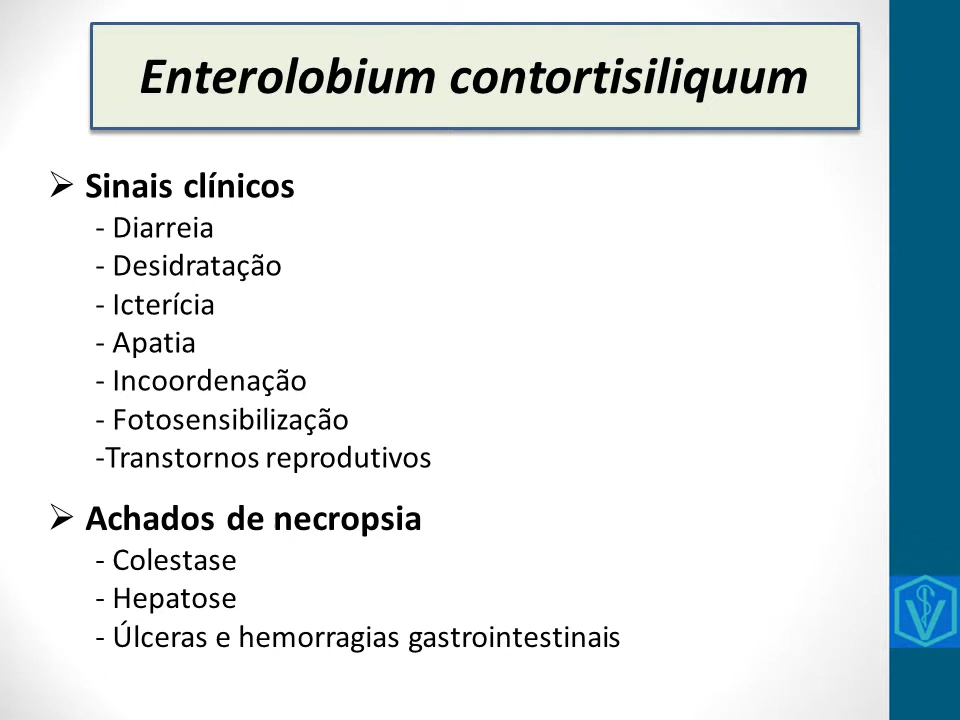 Enterolobium contortisiliquum
➢ Sinais clínicos
- Diarreia
- Desidratação
- Icterícia
- Apatia
- Incoordenação
- Fotosensibilização
-Transtornos reprodutivos
➢ Achados de necropsia
- Colestase
- Hepatose
- Úlceras e hemorragias gastrointestinais
V